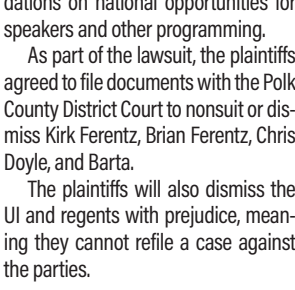 dations on national opportunities for
speakers and other programming.
As part of the lawsuit, the plaintiffs
agreed to file documents with the Polk
County District Court to nonsuit or dis-
miss Kirk Ferentz, Brian Ferentz, Chris
Doyle, and Barta.
The plaintiffs will also dismiss the
UI and regents with prejudice, mean-
ing they cannot refile a case against
the parties.